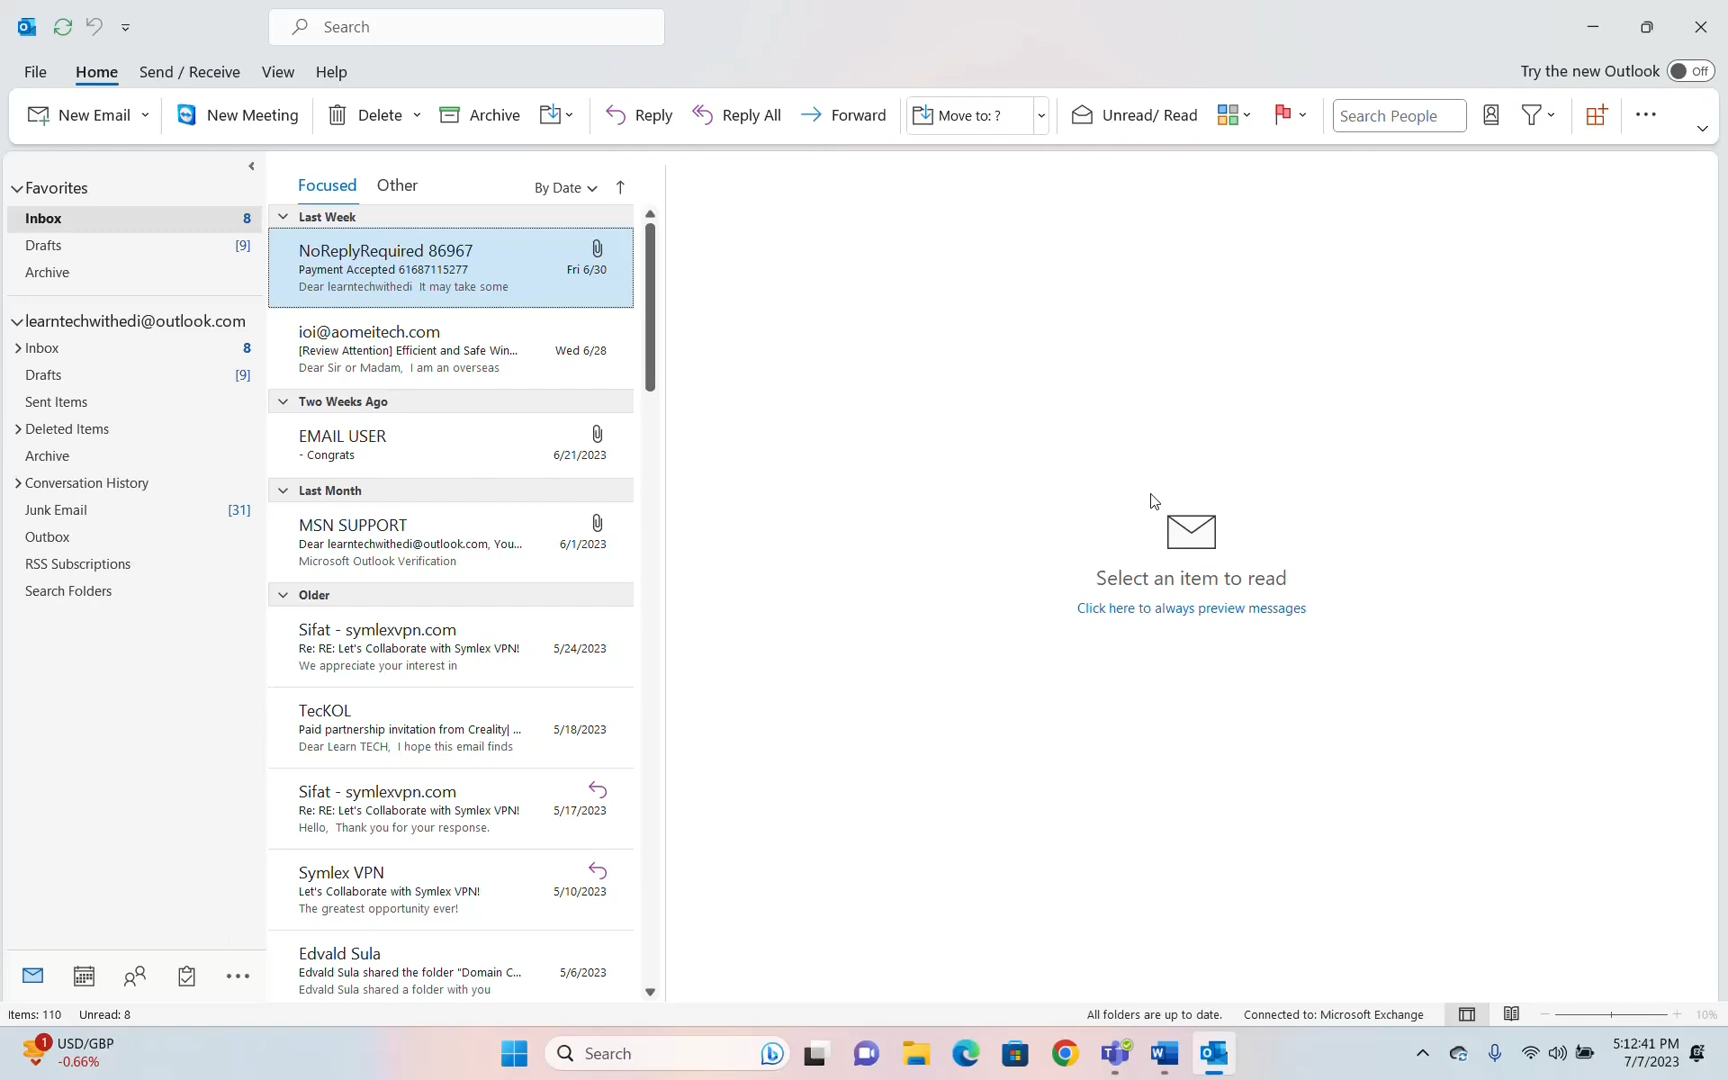 Search
File Home Send / Receive View Help
Try the new Outlook Off
New Email New Meeting Delete Archive Reply Reply All Forward Move to: ? Unread/ Read Search People
Favorites
Inbox 8
Drafts [9]
Archive
learntechwithedi@outlook.com
Inbox 8
Drafts [9]
Sent Items
Deleted Items
Archive
Conversation History
Junk Email [31]
Outbox
RSS Subscriptions
Search Folders
Focused Other By Date
Last Week
NoReplyRequired 86967
Payment Accepted 61687115277 Fri 6/30
Dear learntechwithedi It may take some
ioi@aomeitech.com
[Review Attention] Efficient and Safe Win... Wed 6/28
Dear Sir or Madam, I am an overseas
Two Weeks Ago
EMAIL USER
- Congrats 6/21/2023
Last Month
MSN SUPPORT
Dear learntechwithedi@outlook.com, You... 6/1/2023
Microsoft Outlook Verification
Older
Sifat - symlexvpn.com
Re: RE: Let's Collaborate with Symlex VPN! 5/24/2023
We appreciate your interest in
TecKOL
Paid partnership invitation from Creality| ... 5/18/2023
Dear Learn TECH, I hope this email finds
Sifat - symlexvpn.com
Re: RE: Let's Collaborate with Symlex VPN! 5/17/2023
Hello, Thank you for your response.
Symlex VPN
Let's Collaborate with Symlex VPN! 5/10/2023
The greatest opportunity ever!
Edvald Sula
Edvald Sula shared the folder "Domain C... 5/6/2023
Edvald Sula shared a folder with you
Select an item to read
Click here to always preview messages
Items: 110 Unread: 8
All folders are up to date. Connected to: Microsoft Exchange 10%
1 USD/GBP
-0.66%
Search
5:12:41 PM
7/7/2023